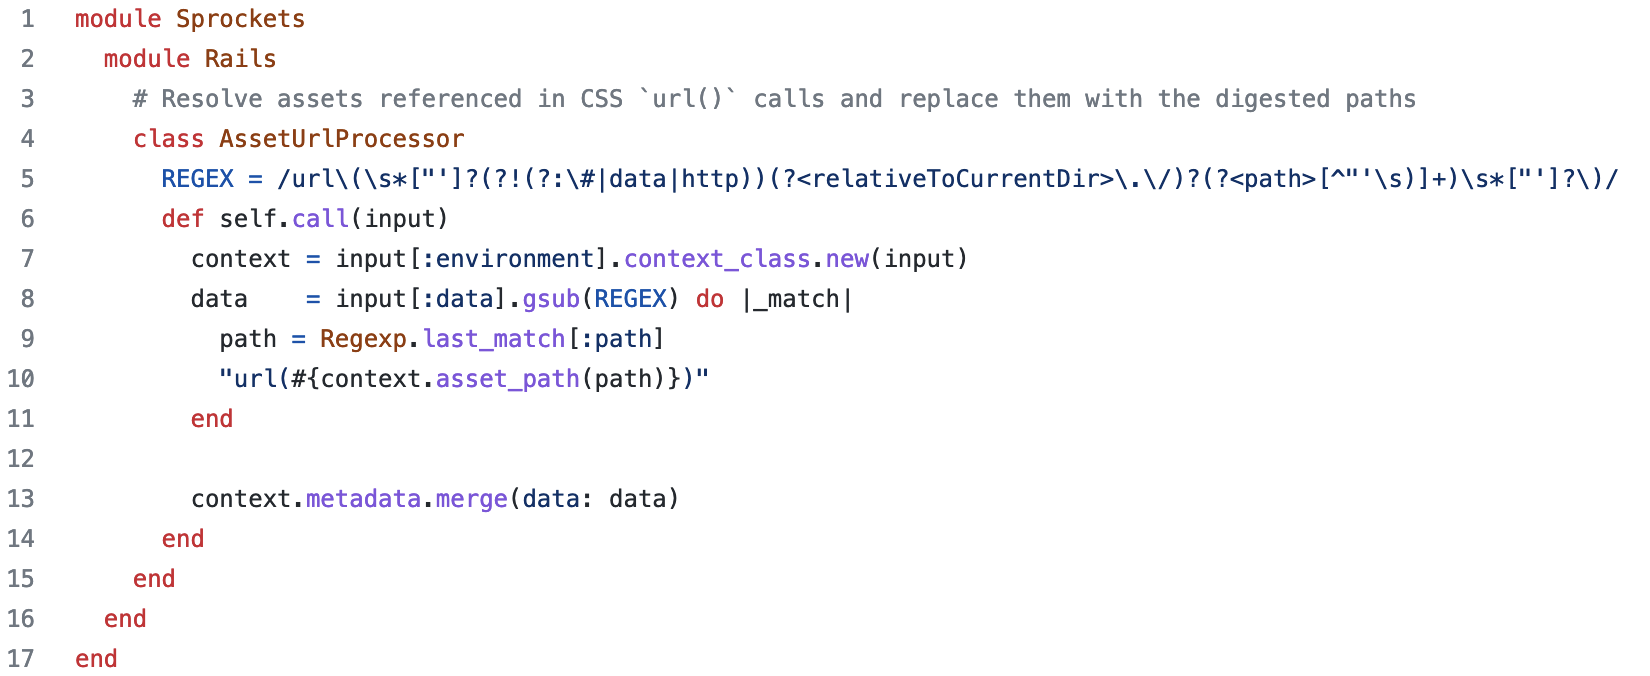 1 module Sprockets
2   module Rails
3     # Resolve assets referenced in CSS `url()` calls and replace them with the digested paths
4     class AssetUrlProcessor
5       REGEX = /url\(\s*["']?(?!(?:\#|data|http))(?<relativeToCurrentDir>\.\/)?(?<path>[^"'\s)]+)\s*["']?\)/
6       def self.call(input)
7         context = input[:environment].context_class.new(input)
8         data    = input[:data].gsub(REGEX) do |_match|
9           path = Regexp.last_match[:path]
10           "url(#{context.asset_path(path)})"
11         end
12
13         context.metadata.merge(data: data)
14       end
15     end
16   end
17 end